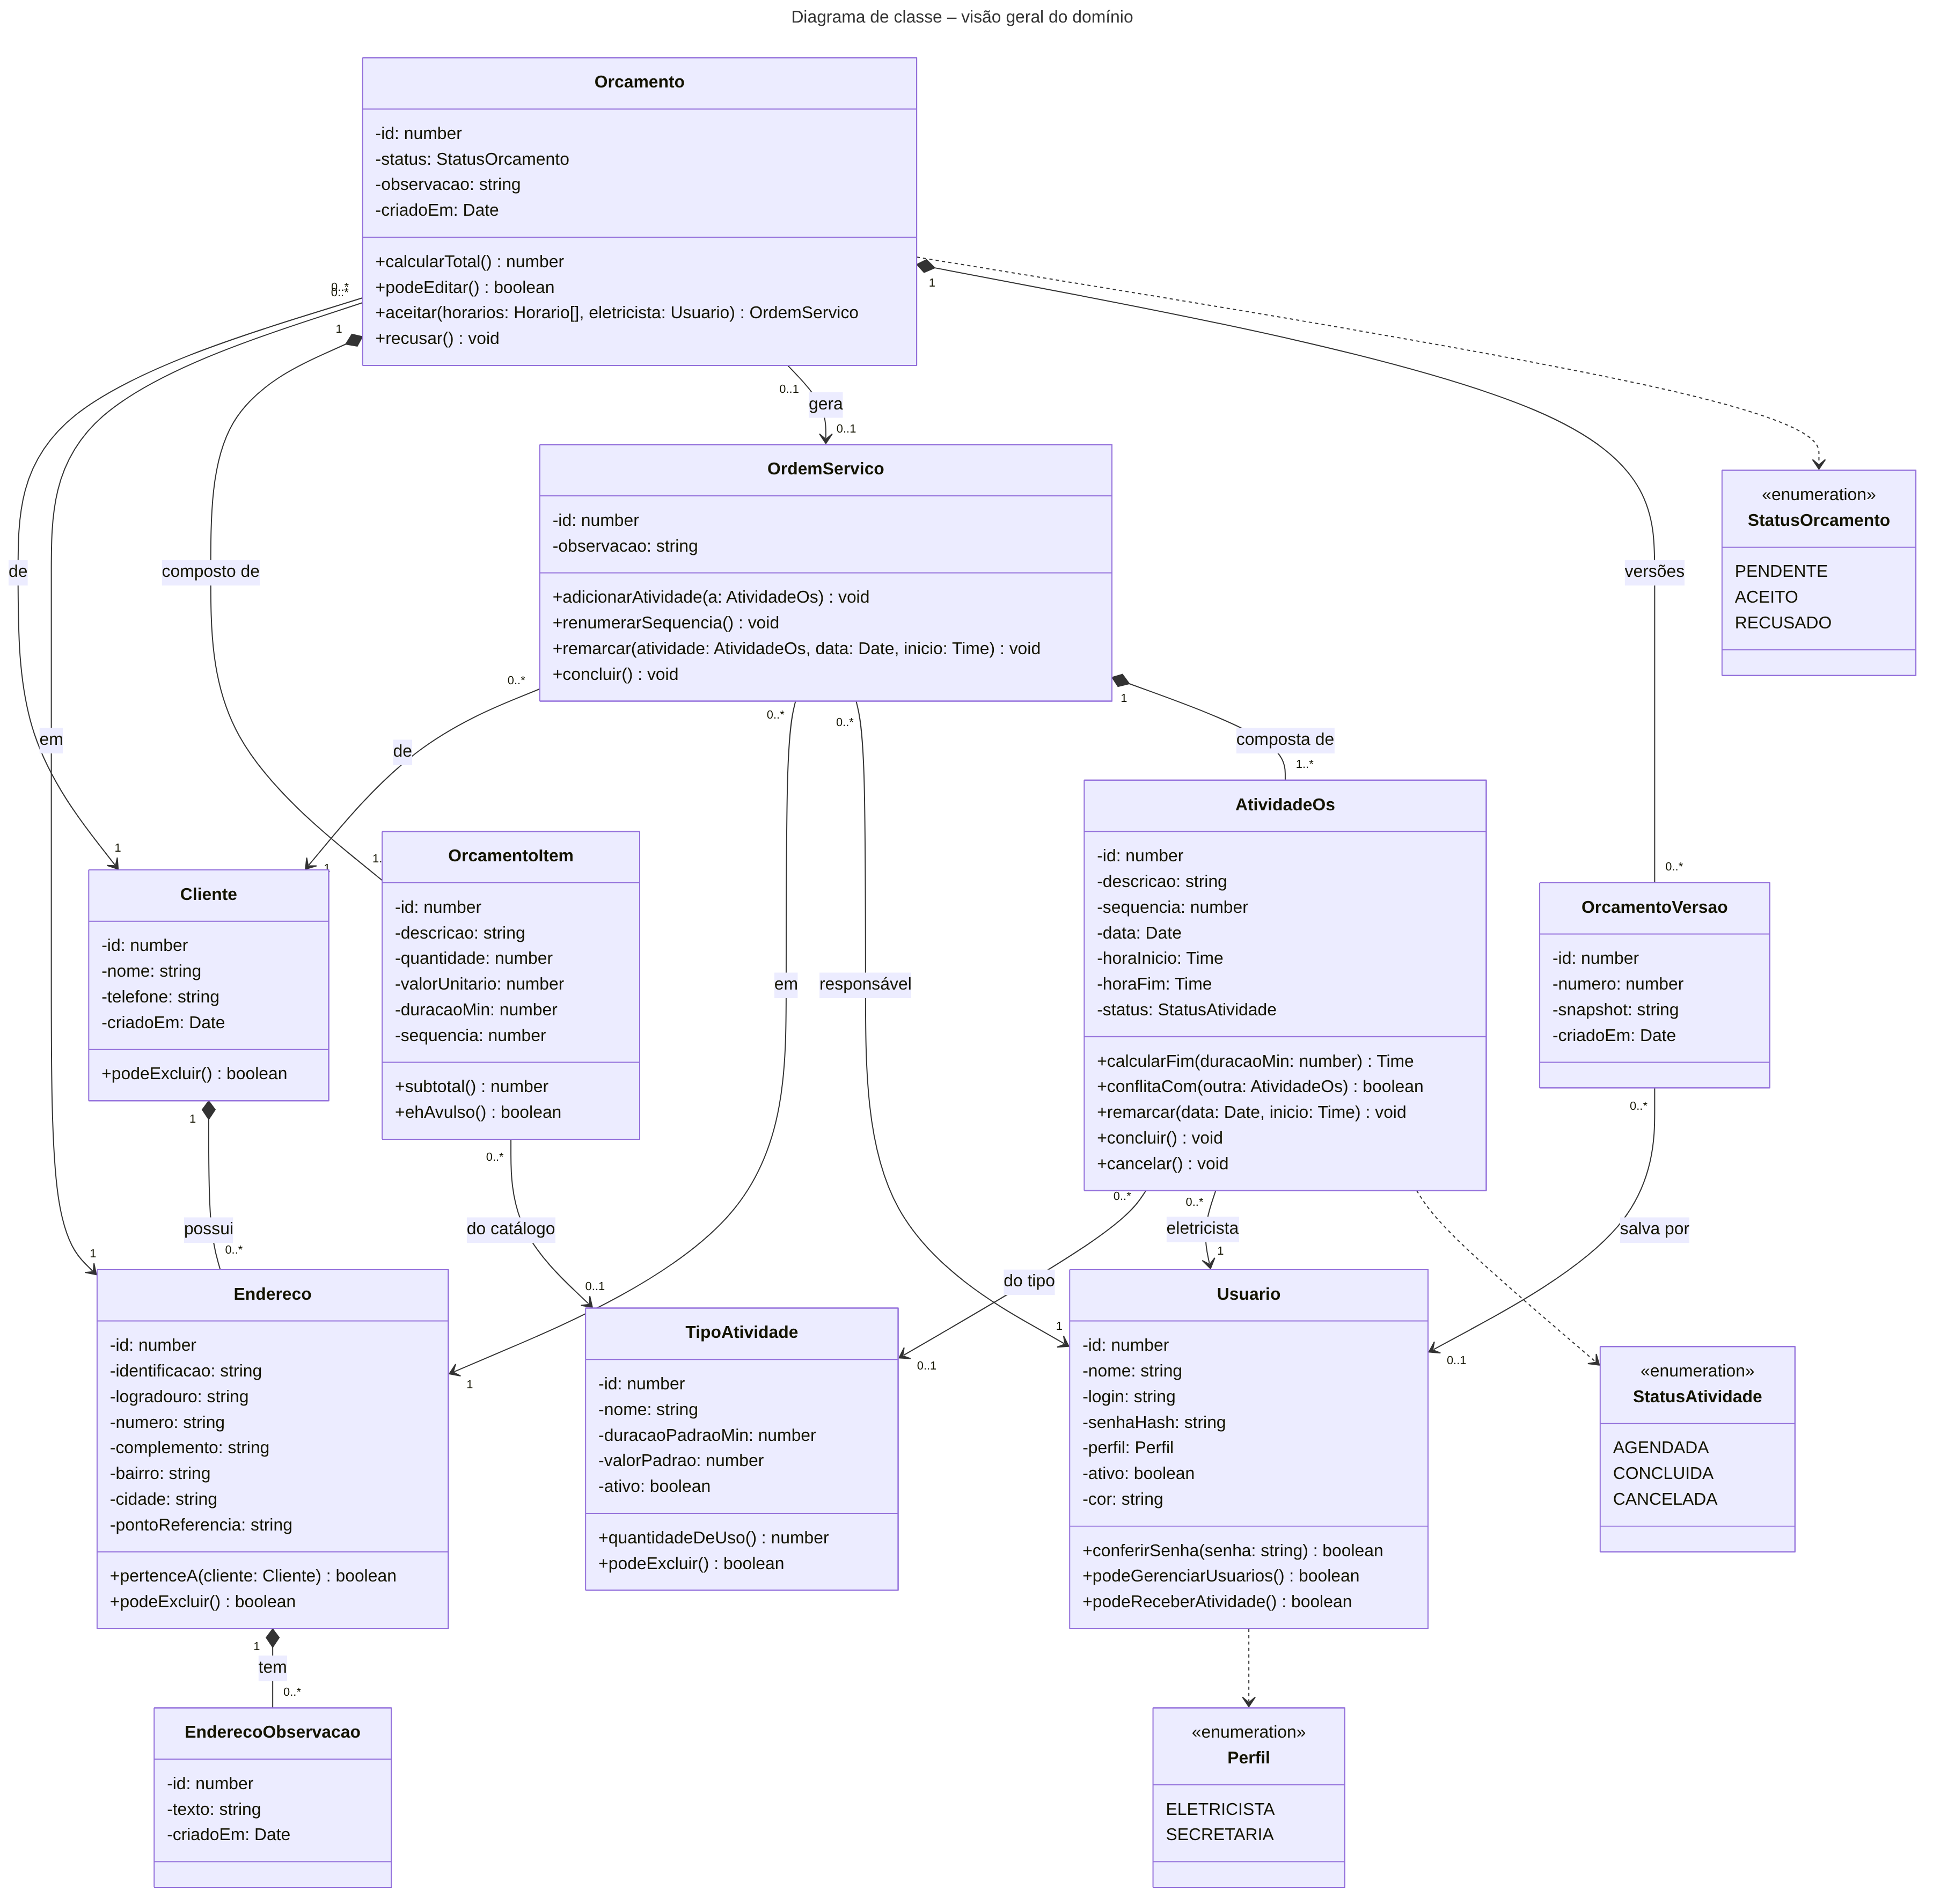 Diagrama de classe – visão geral do domínio
Orcamento
-id: number
-status: StatusOrcamento
-observacao: string
-criadoEm: Date
+calcularTotal() : number
+podeEditar() : boolean
+aceitar(horarios: Horario[], eletricista: Usuario) : OrdemServico
+recusar() : void
0..*
0..*
1
1
0..1
gera
0..1
OrdemServico
-id: number
-observacao: string
+adicionarAtividade(a: AtividadeOs) : void
+renumerarSequencia() : void
+remarcar(atividade: AtividadeOs, data: Date, inicio: Time) : void
+concluir() : void
«enumeration»
StatusOrcamento
PENDENTE
ACEITO
RECUSADO
de
composto de
versões
0..*
0..*
0..*
1
em
de
composta de
1..*
1
1
1.
0..*
Cliente
-id: number
-nome: string
-telefone: string
-criadoEm: Date
+podeExcluir() : boolean
OrcamentoItem
-id: number
-descricao: string
-quantidade: number
-valorUnitario: number
-duracaoMin: number
-sequencia: number
+subtotal() : number
+ehAvulso() : boolean
em
responsável
AtividadeOs
-id: number
-descricao: string
-sequencia: number
-data: Date
-horaInicio: Time
-horaFim: Time
-status: StatusAtividade
+calcularFim(duracaoMin: number) : Time
+conflitaCom(outra: AtividadeOs) : boolean
+remarcar(data: Date, inicio: Time) : void
+concluir() : void
+cancelar() : void
OrcamentoVersao
-id: number
-numero: number
-snapshot: string
-criadoEm: Date
1
0..*
0..*
0..*
0..*
possui
do catálogo
eletricista
salva por
1
0..*
0..1
do tipo
1
Endereco
-id: number
-identificacao: string
-logradouro: string
-numero: string
-complemento: string
-bairro: string
-cidade: string
-pontoReferencia: string
+pertenceA(cliente: Cliente) : boolean
+podeExcluir() : boolean
1
TipoAtividade
-id: number
-nome: string
-duracaoPadraoMin: number
-valorPadrao: number
-ativo: boolean
+quantidadeDeUso() : number
+podeExcluir() : boolean
0..1
1
Usuario
-id: number
-nome: string
-login: string
-senhaHash: string
-perfil: Perfil
-ativo: boolean
-cor: string
+conferirSenha(senha: string) : boolean
+podeGerenciarUsuarios() : boolean
+podeReceberAtividade() : boolean
0..1
«enumeration»
StatusAtividade
AGENDADA
CONCLUIDA
CANCELADA
1
tem
0..*
EnderecoObservacao
-id: number
-texto: string
-criadoEm: Date
«enumeration»
Perfil
ELETRICISTA
SECRETARIA